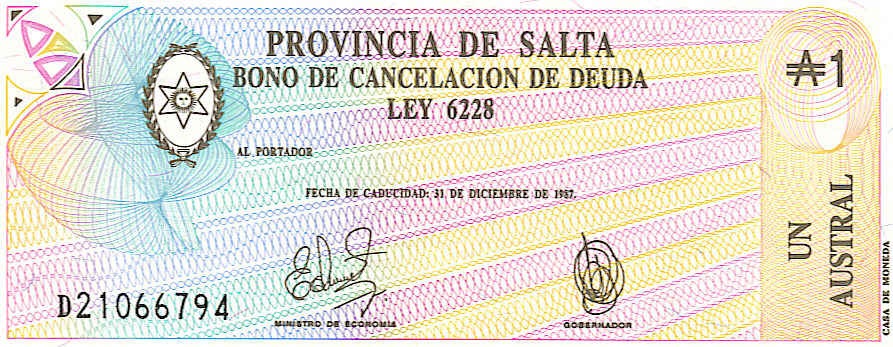 PROVINCIA DE SALTA
BONO DE CANCELACION DE DEUDA
LEY 6228
₳1
AL PORTADOR
FECHA DE CADUCIDAD: 31 DE DICIEMBRE DE 1987.
UN
AUSTRAL
D21066794
MINISTRO DE ECONOMIA
GOBERNADOR
CASA DE MONEDA